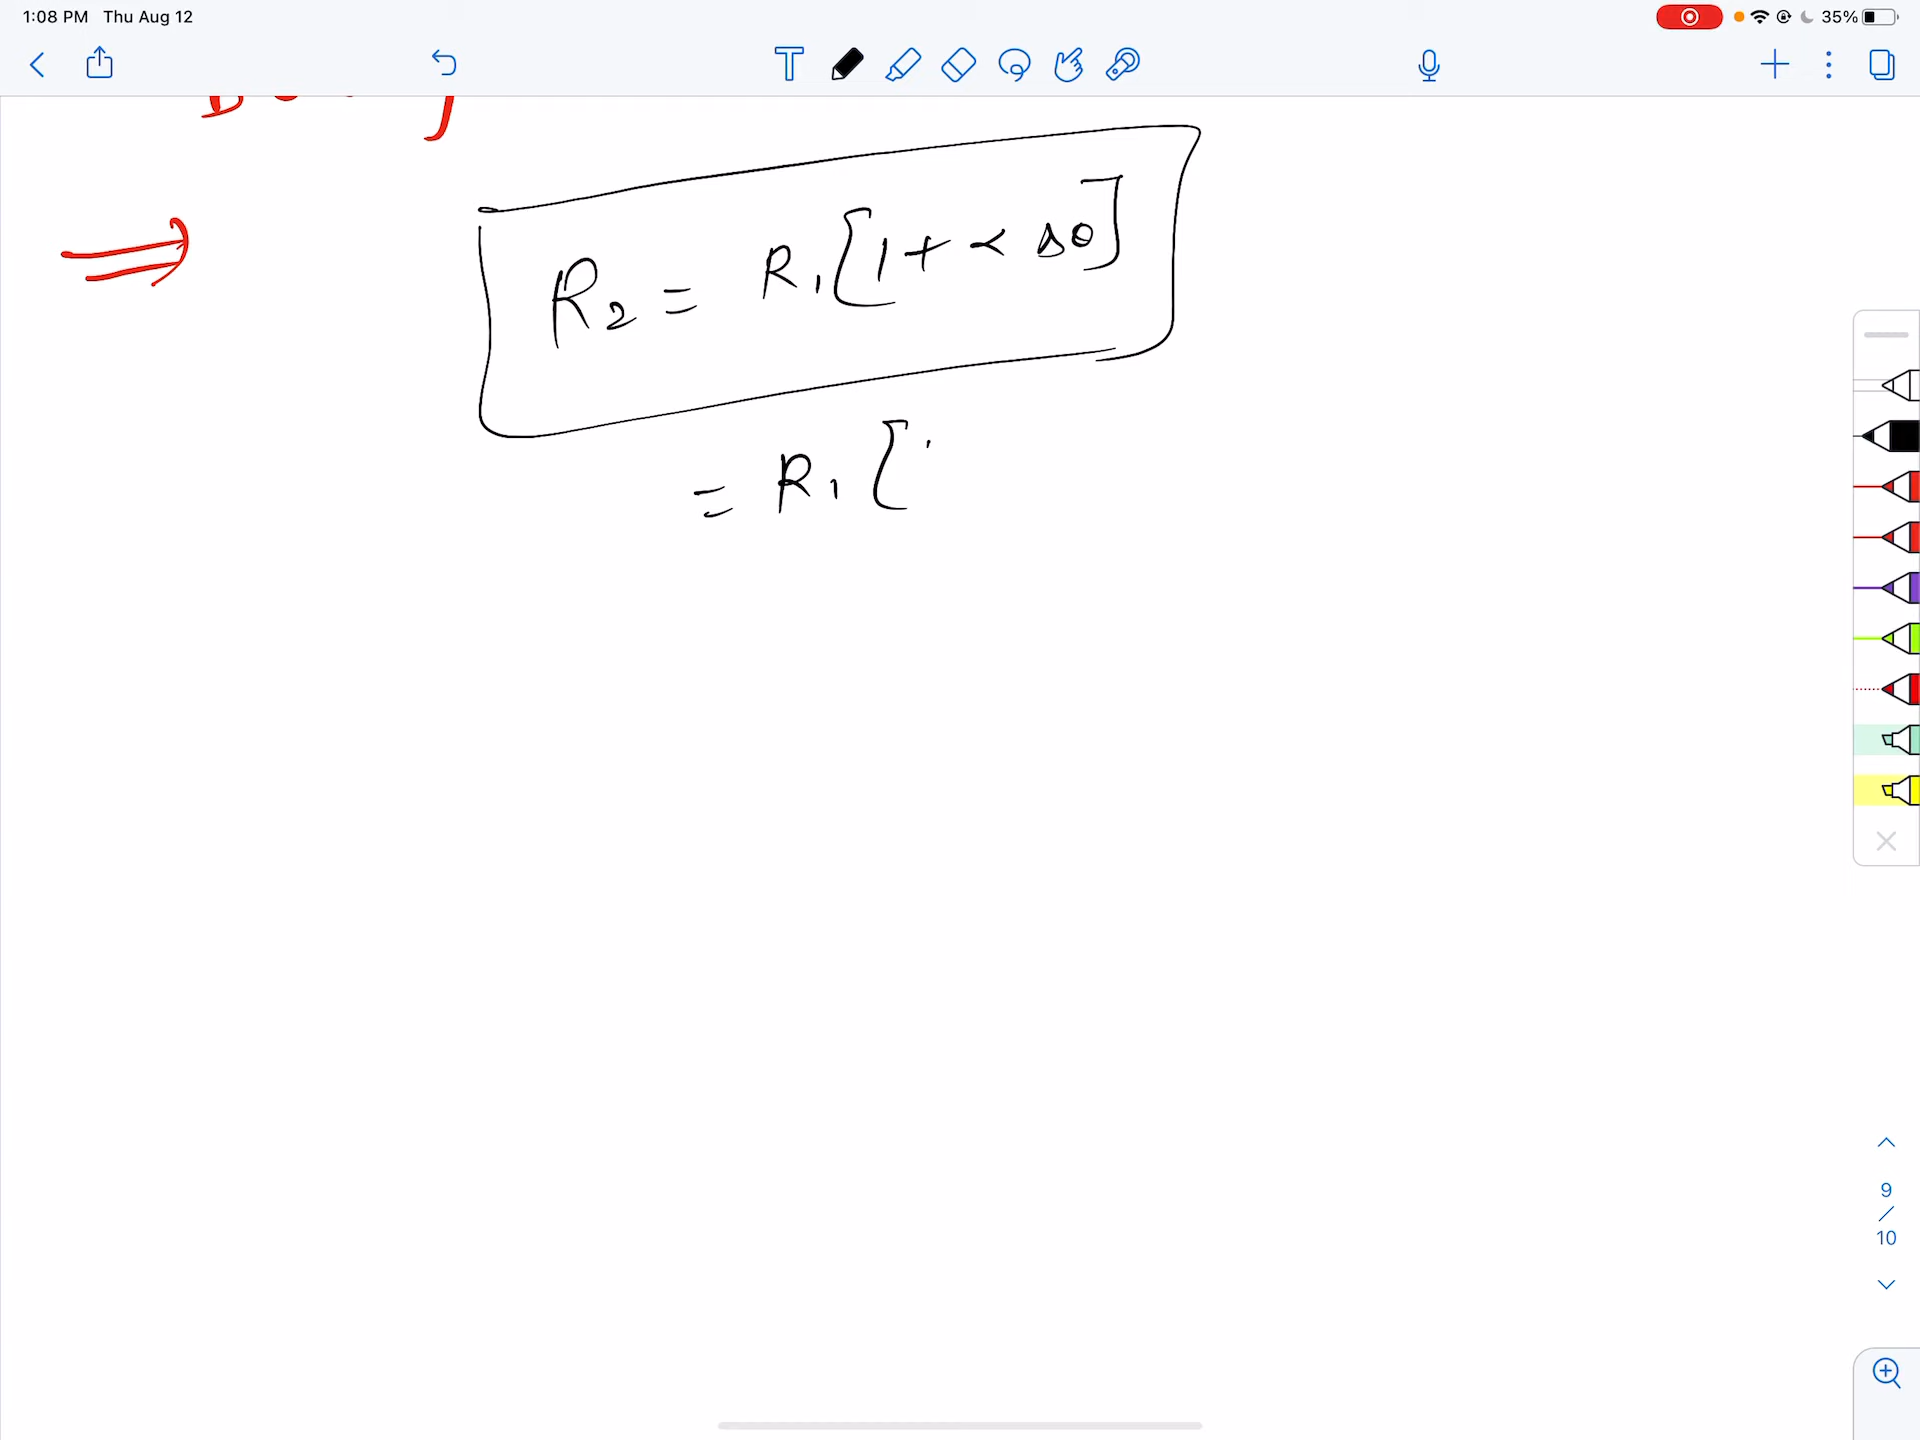 1:08 PM Thu Aug 12
35%
T
R₂ = R₁[1 + α Δθ]
= R₁ [
9
/
10